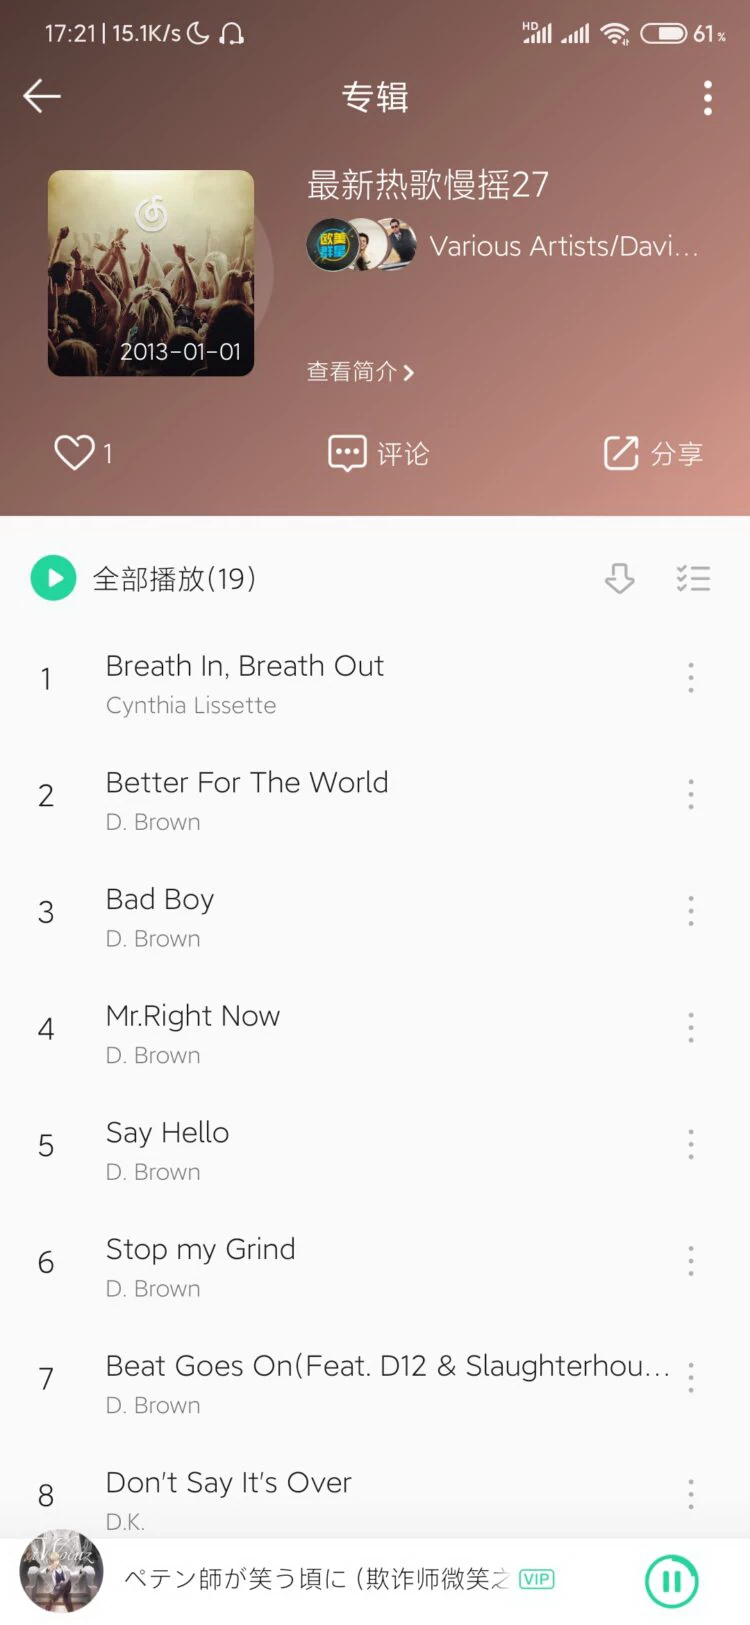 17:21 | 15.1K/s
HD
61%
专辑
最新热歌慢摇27
欧美
群星
Various Artists/Davi...
2013-01-01
查看简介
1
评论
分享
全部播放(19)
1
Breath In, Breath Out
Cynthia Lissette
2
Better For The World
D. Brown
3
Bad Boy
D. Brown
4
Mr.Right Now
D. Brown
5
Say Hello
D. Brown
6
Stop my Grind
D. Brown
7
Beat Goes On(Feat. D12 & Slaughterhou...
D. Brown
8
Don't Say It's Over
D.K.
ペテン師が笑う頃に (欺诈师微笑之
VIP